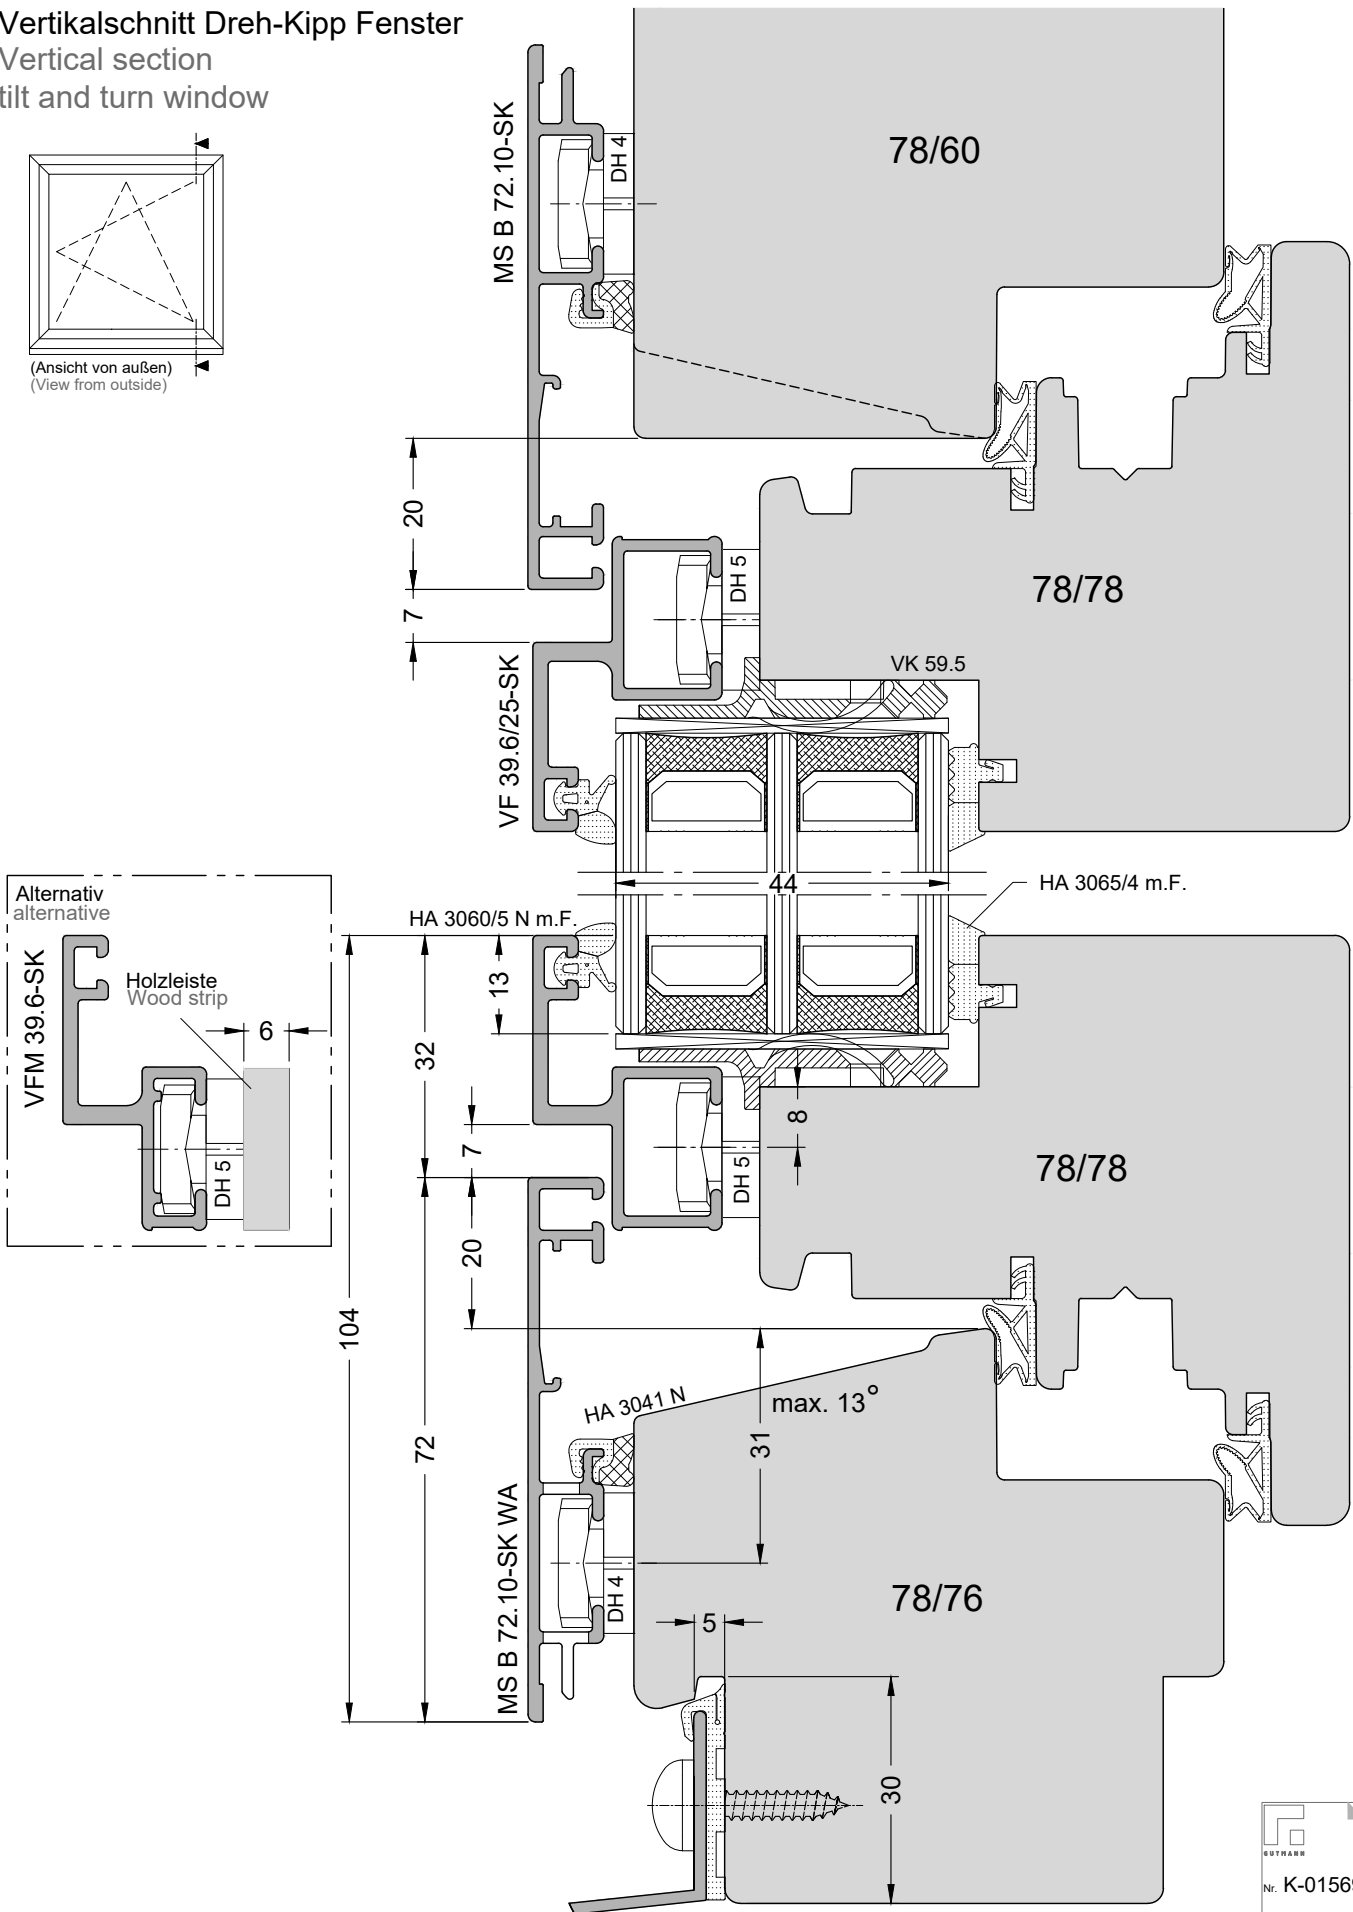 Vertikalschnitt Dreh-Kipp Fenster
Vertical section
tilt and turn window
(Ansicht von außen)
(View from outside)
MS B 72.10-SK
DH 4
78/60
20
7
DH 5
78/78
VK 59.5
VF 39.6/25-SK
44
HA 3065/4 m.F.
HA 3060/5 N m.F.
Alternativ
alternative
VFM 39.6-SK
Holzleiste
Wood strip
6
DH 5
13
32
7
8
DH 5
78/78
20
104
HA 3041 N
max. 13°
31
72
MS B 72.10-SK WA
DH 4
78/76
5
30
GUTMANN
Nr. K-0156